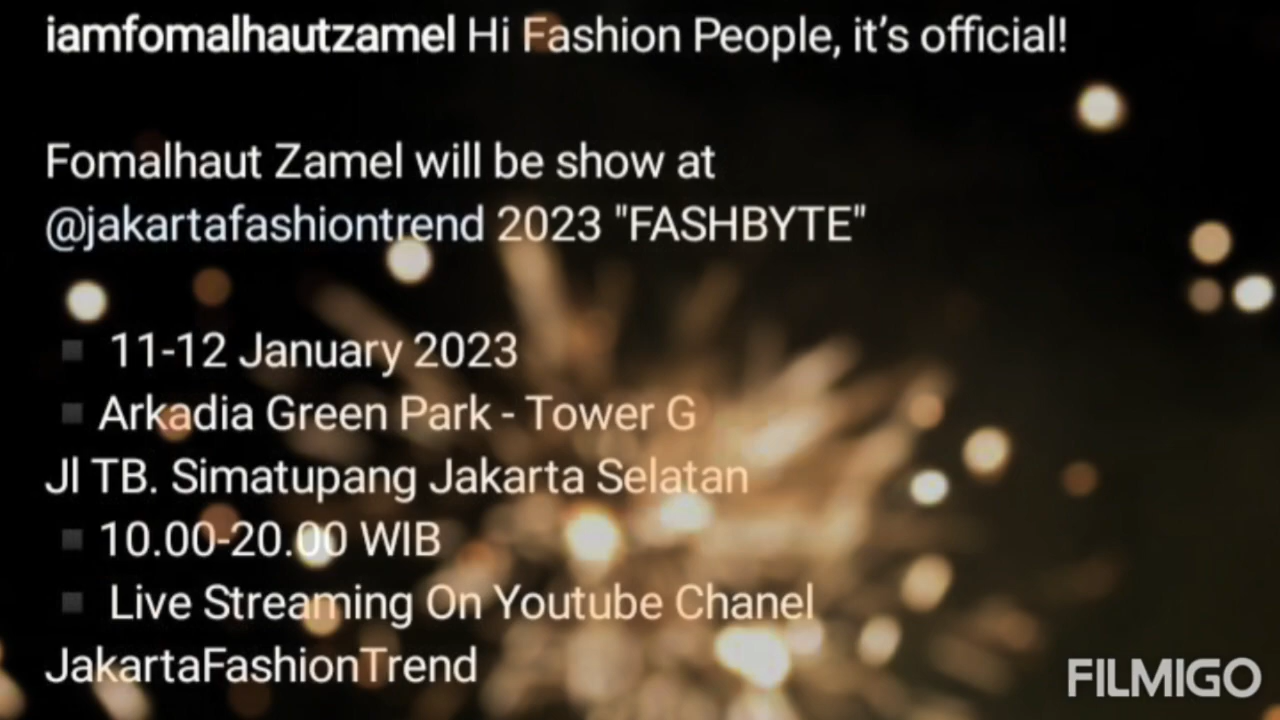 iamfomalhautzamel Hi Fashion People, it's official!
Fomalhaut Zamel will be show at
@jakartafashiontrend 2023 "FASHBYTE"
11-12 January 2023
Arkadia Green Park - Tower G
Jl TB. Simatupang Jakarta Selatan
10.00-20.00 WIB
Live Streaming On Youtube Chanel
JakartaFashionTrend
FILMIGO